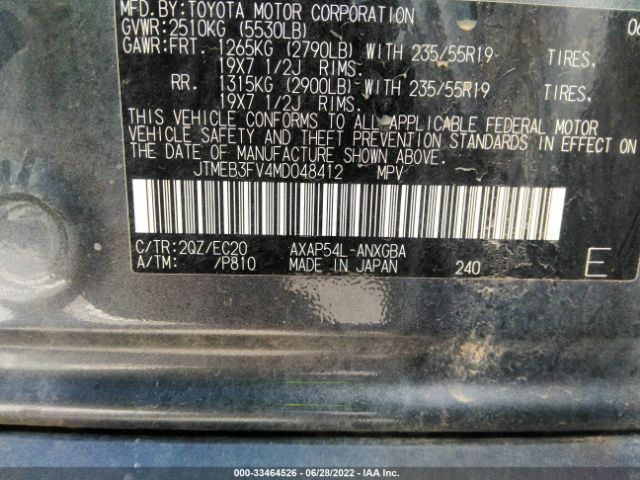 MFD. BY: TOYOTA MOTOR CORPORATION
GVWR: 2510KG (5530LB)
GAWR: FRT. 1265KG (2790LB) WITH 235/55R19 TIRES,
19X7 1/2J RIMS.
RR. 1315KG (2900LB) WITH 235/55R19 TIRES,
19X7 1/2J RIMS.
THIS VEHICLE CONFORMS TO ALL APPLICABLE FEDERAL MOTOR
VEHICLE SAFETY AND THEFT PREVENTION STANDARDS IN EFFECT ON
THE DATE OF MANUFACTURE SHOWN ABOVE.
JTMEB3FV4MD048412 MPV
C/TR: 2QZ/EC20 AXAP54L-ANXGBA
A/TM: /P810 MADE IN JAPAN 240 E
000-33464526 - 06/28/2022 - IAA Inc.